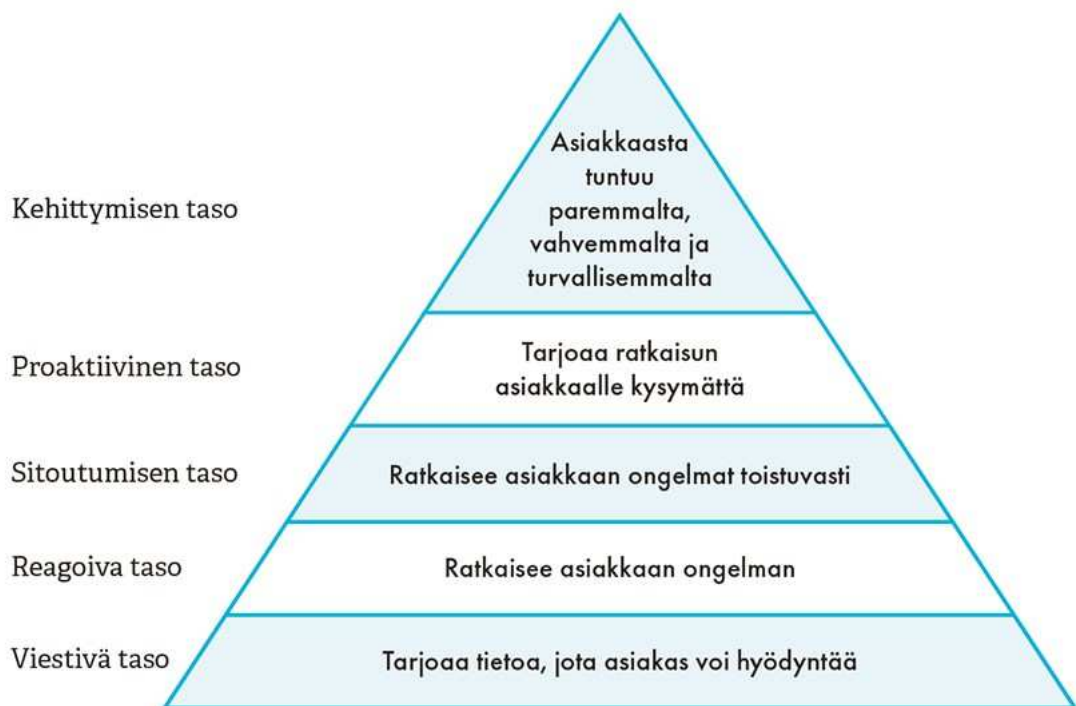 Kehittymisen taso
Asiakkaasta
tuntuu
paremmalta,
vahvemmalta ja
turvallisemmalta
Proaktiivinen taso
Tarjoaa ratkaisun
asiakkaalle kysymättä
Sitoutumisen taso
Ratkaisee asiakkaan ongelmat toistuvasti
Reagoiva taso
Ratkaisee asiakkaan ongelman
Viestivä taso
Tarjoaa tietoa, jota asiakas voi hyödyntää